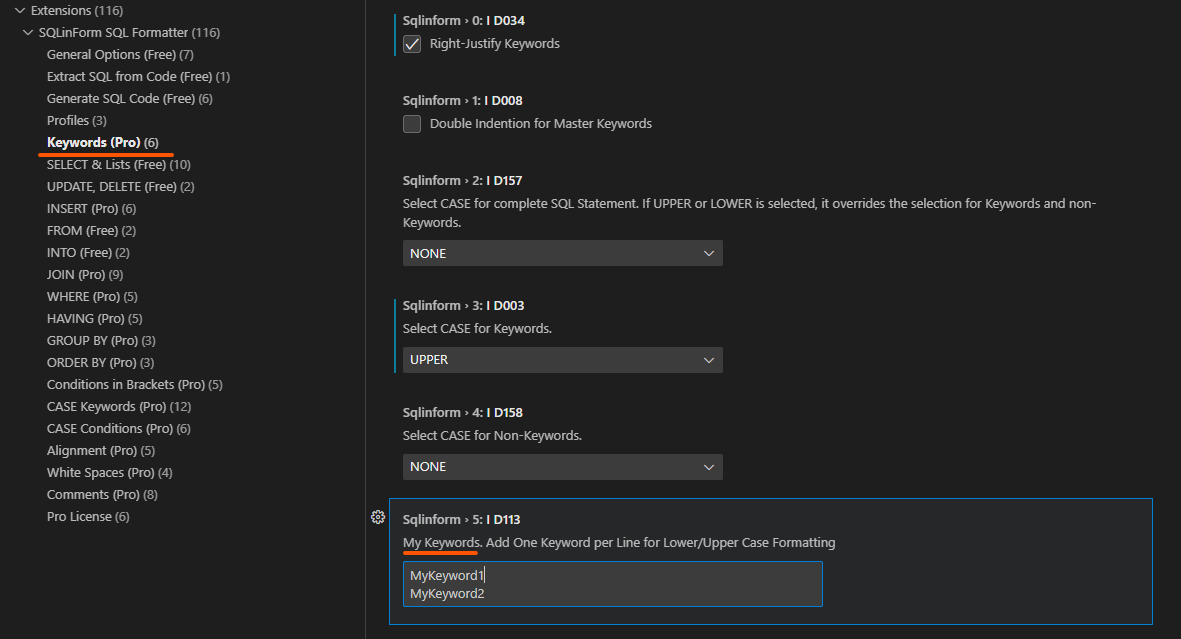 Extensions (116)
SQLinForm SQL Formatter (116)
General Options (Free) (7)
Extract SQL from Code (Free) (1)
Generate SQL Code (Free) (6)
Profiles (3)
Keywords (Pro) (6)
SELECT & Lists (Free) (10)
UPDATE, DELETE (Free) (2)
INSERT (Pro) (6)
FROM (Free) (2)
INTO (Free) (2)
JOIN (Pro) (9)
WHERE (Pro) (5)
HAVING (Pro) (5)
GROUP BY (Pro) (3)
ORDER BY (Pro) (3)
Conditions in Brackets (Pro) (5)
CASE Keywords (Pro) (12)
CASE Conditions (Pro) (6)
Alignment (Pro) (5)
White Spaces (Pro) (4)
Comments (Pro) (8)
Pro License (6)
Sqlinform › 0: I D034
Right-Justify Keywords
Sqlinform › 1: I D008
Double Indention for Master Keywords
Sqlinform › 2: I D157
Select CASE for complete SQL Statement. If UPPER or LOWER is selected, it overrides the selection for Keywords and non-
Keywords.
NONE
Sqlinform › 3: I D003
Select CASE for Keywords.
UPPER
Sqlinform › 4: I D158
Select CASE for Non-Keywords.
NONE
Sqlinform › 5: I D113
My Keywords. Add One Keyword per Line for Lower/Upper Case Formatting
MyKeyword1
MyKeyword2